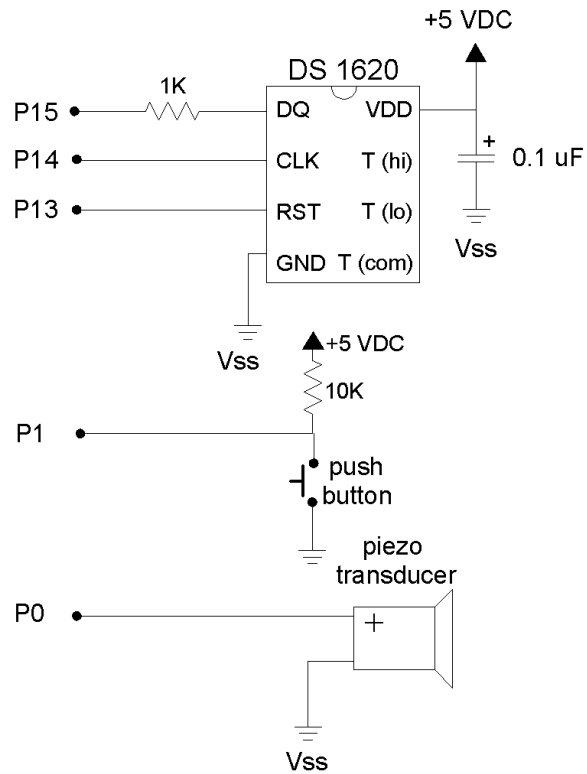 +5 VDC
DS 1620
1K
P15
DQ
VDD
+
P14
CLK
T (hi)
0.1 uF
P13
RST
T (lo)
Vss
GND
T (com)
Vss
+5 VDC
10K
P1
push
button
piezo
transducer
P0
+
Vss